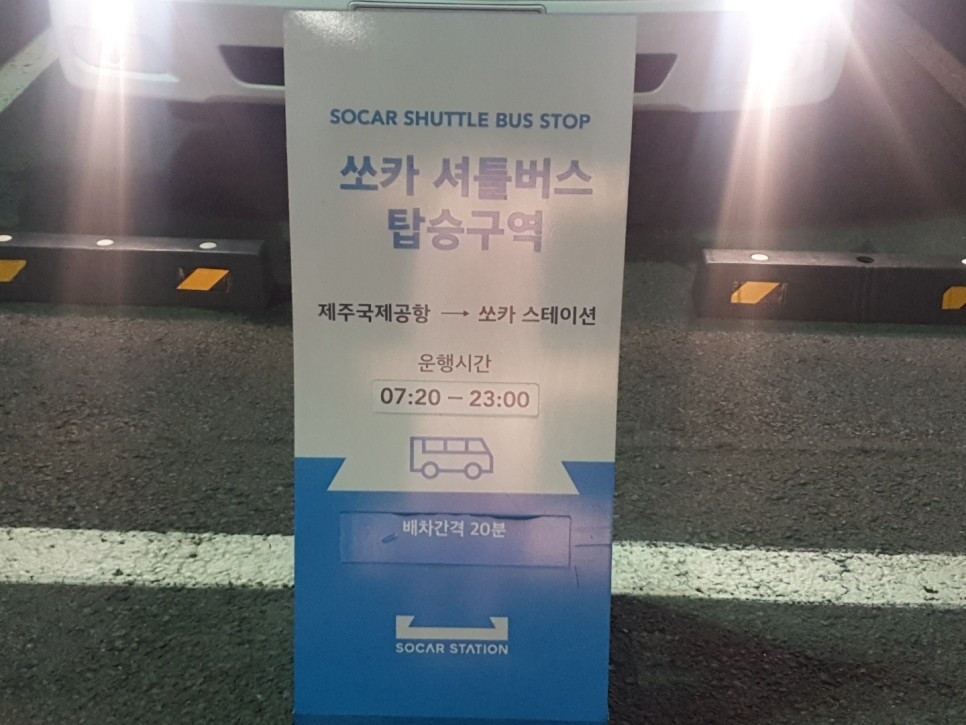 SOCAR SHUTTLE BUS STOP
쏘카 셔틀버스
탑승구역
제주국제공항 → 쏘카 스테이션
운행시간
07:20 – 23:00
배차간격 20분
SOCAR STATION